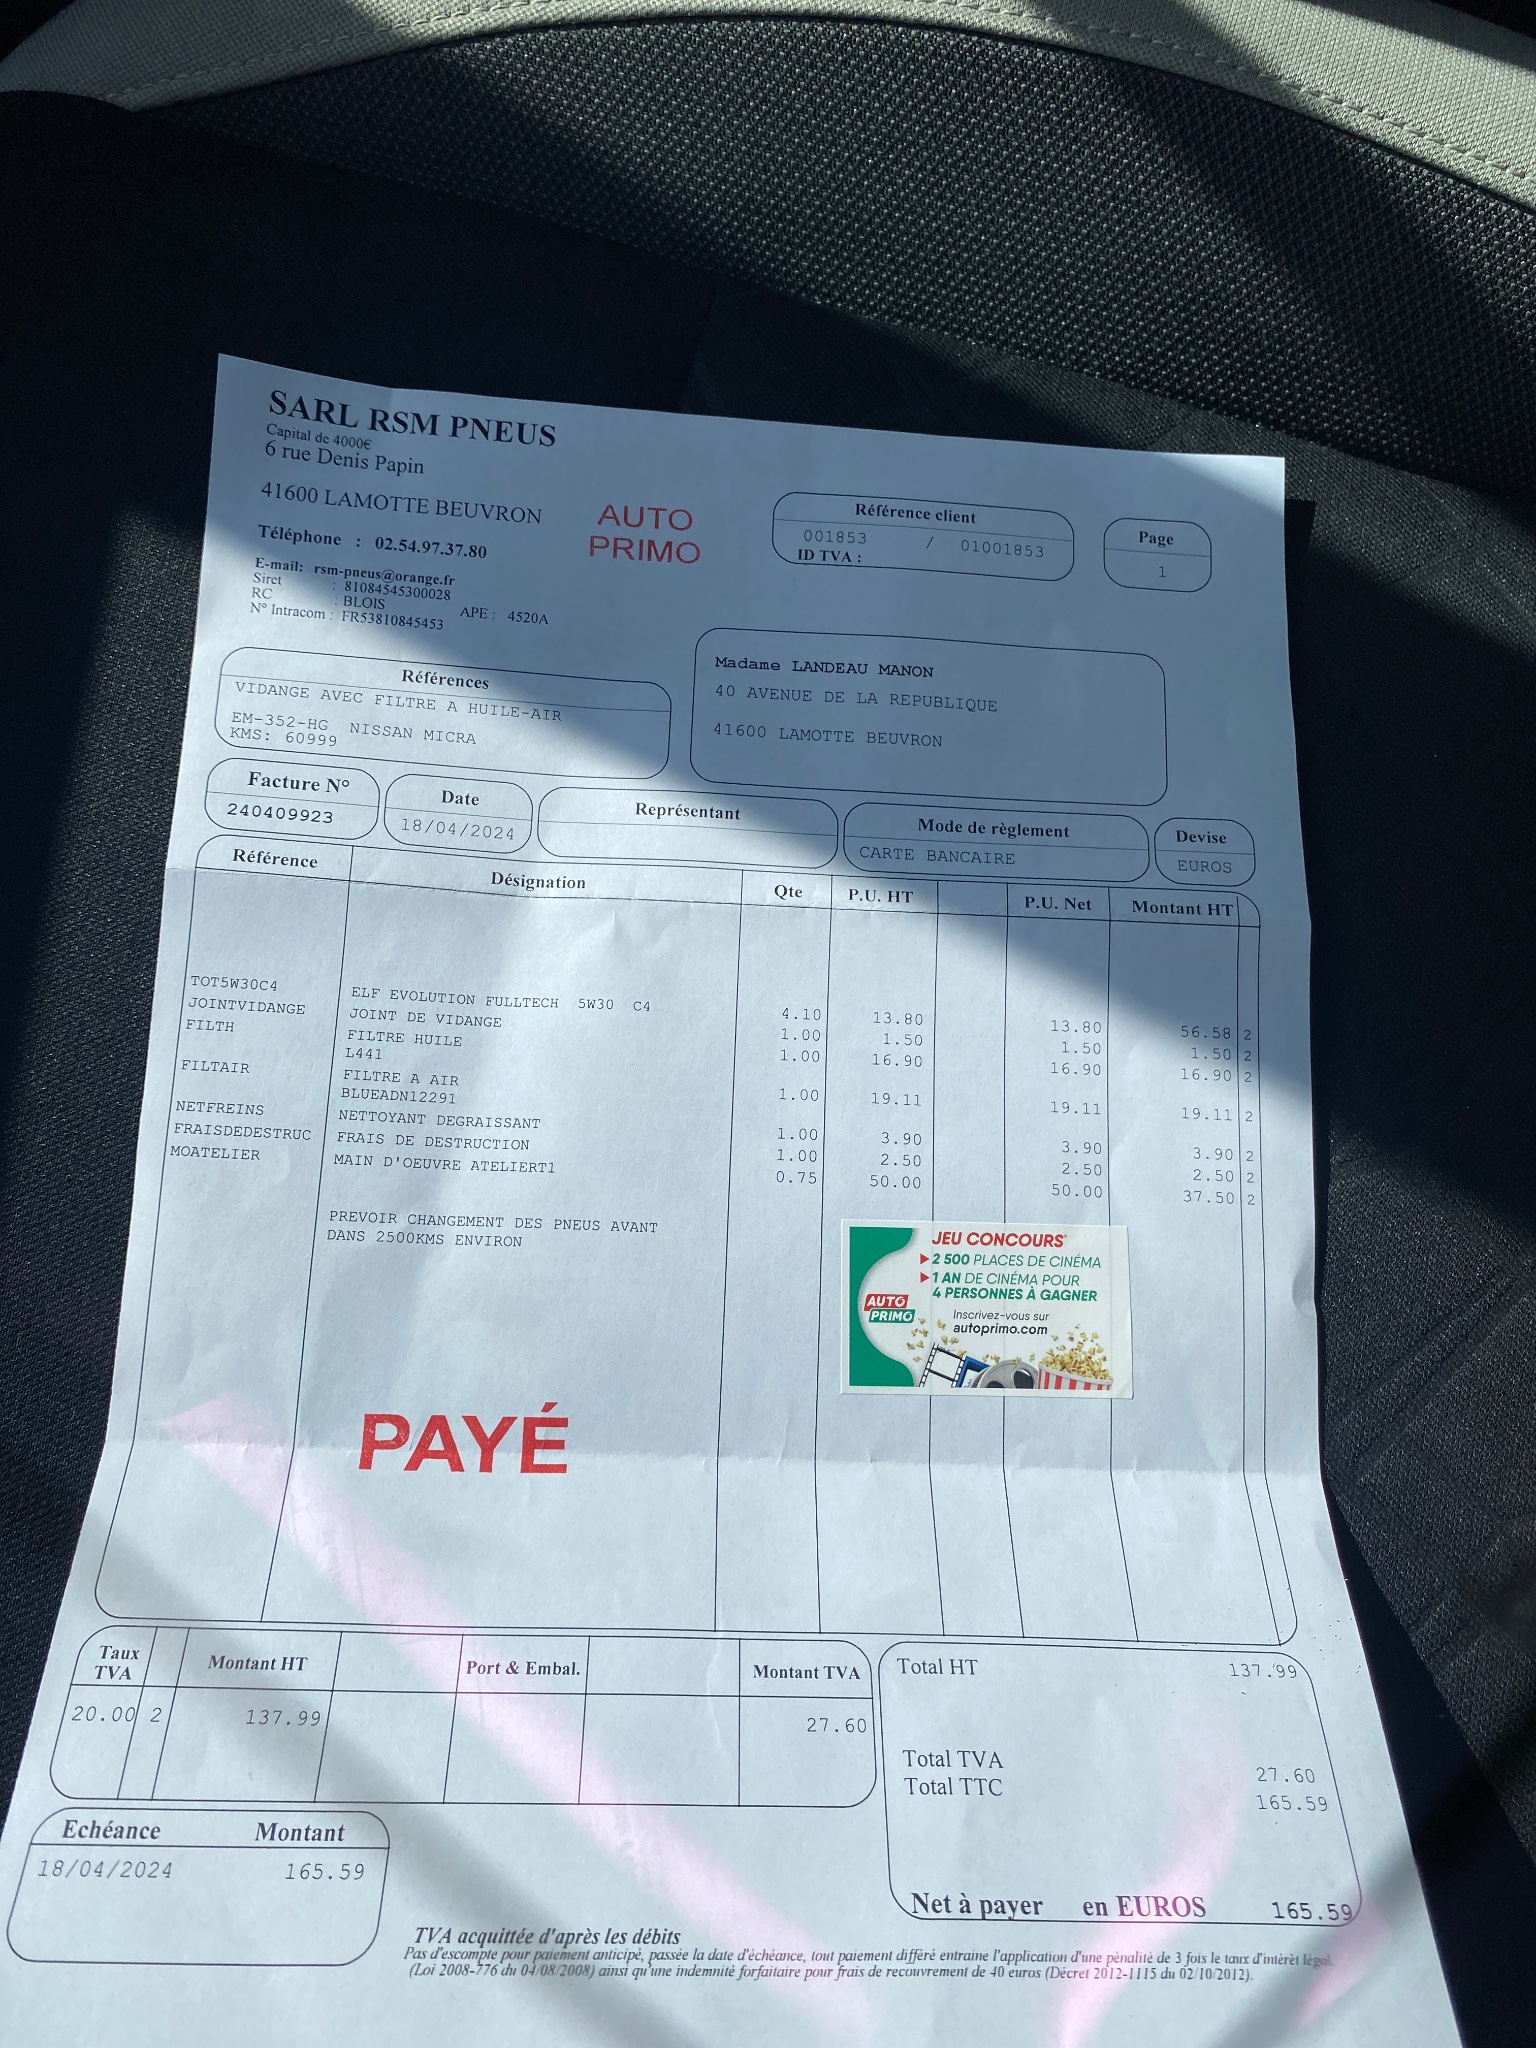 SARL RSM PNEUS
Capital de 4000€
6 rue Denis Papin
41600 LAMOTTE BEUVRON
Téléphone : 02.54.97.37.80
E-mail: rsm-pneus@orange.fr
Siret : 81084545300028
RC : BLOIS APE : 4520A
N° Intracom : FR53810845453
AUTO
PRIMO
Référence client
001853 / 01001853
ID TVA :
Page
1
Références
VIDANGE AVEC FILTRE A HUILE-AIR
EM-352-HG NISSAN MICRA
KMS: 60999
Madame LANDEAU MANON
40 AVENUE DE LA REPUBLIQUE
41600 LAMOTTE BEUVRON
Facture N°
240409923
Date
18/04/2024
Représentant
Mode de règlement
CARTE BANCAIRE
Devise
EUROS
Référence Désignation Qte P.U. HT P.U. Net Montant HT
TOT5W30C4 ELF EVOLUTION FULLTECH 5W30 C4 4.10 13.80 13.80 56.58 2
JOINTVIDANGE JOINT DE VIDANGE 1.00 1.50 1.50 1.50 2
FILTH FILTRE HUILE 1.00 16.90 16.90 16.90 2
L441
FILTAIR FILTRE A AIR 1.00 19.11 19.11 19.11 2
BLUEADN12291
NETFREINS NETTOYANT DEGRAISSANT 1.00 3.90 3.90 3.90 2
FRAISDEDESTRUC FRAIS DE DESTRUCTION 1.00 2.50 2.50 2.50 2
MOATELIER MAIN D'OEUVRE ATELIERT1 0.75 50.00 50.00 37.50 2
PREVOIR CHANGEMENT DES PNEUS AVANT
DANS 2500KMS ENVIRON
JEU CONCOURS*
2 500 PLACES DE CINÉMA
1 AN DE CINÉMA POUR
4 PERSONNES À GAGNER
AUTO
PRIMO
Inscrivez-vous sur
autoprimo.com
PAYÉ
Taux TVA Montant HT Port & Embal. Montant TVA
20.00 2 137.99 27.60
Total HT 137.99
Total TVA 27.60
Total TTC 165.59
Net à payer en EUROS 165.59
Echéance Montant
18/04/2024 165.59
TVA acquittée d'après les débits
Pas d'escompte pour paiement anticipé, passée la date d'échéance, tout paiement différé entraine l'application d'une pénalité de 3 fois le taux d'intérêt légal.
(Loi 2008-776 du 04/08/2008) ainsi qu'une indemnité forfaitaire pour frais de recouvrement de 40 euros (Décret 2012-1115 du 02/10/2012).